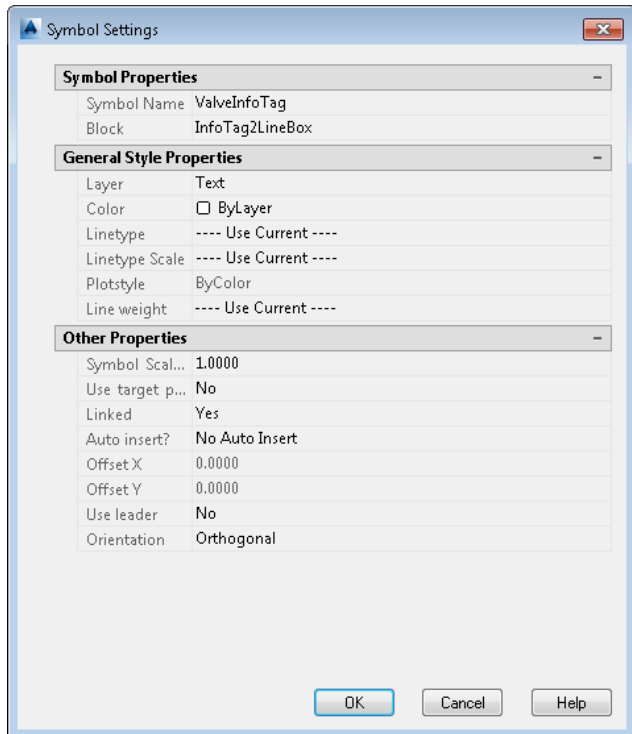 Symbol Settings
Symbol Properties
Symbol Name ValveInfoTag
Block InfoTag2LineBox
General Style Properties
Layer Text
Color ByLayer
Linetype ---- Use Current ----
Linetype Scale ---- Use Current ----
Plotstyle ByColor
Line weight ---- Use Current ----
Other Properties
Symbol Scal... 1.0000
Use target p... No
Linked Yes
Auto insert? No Auto Insert
Offset X 0.0000
Offset Y 0.0000
Use leader No
Orientation Orthogonal
OK Cancel Help